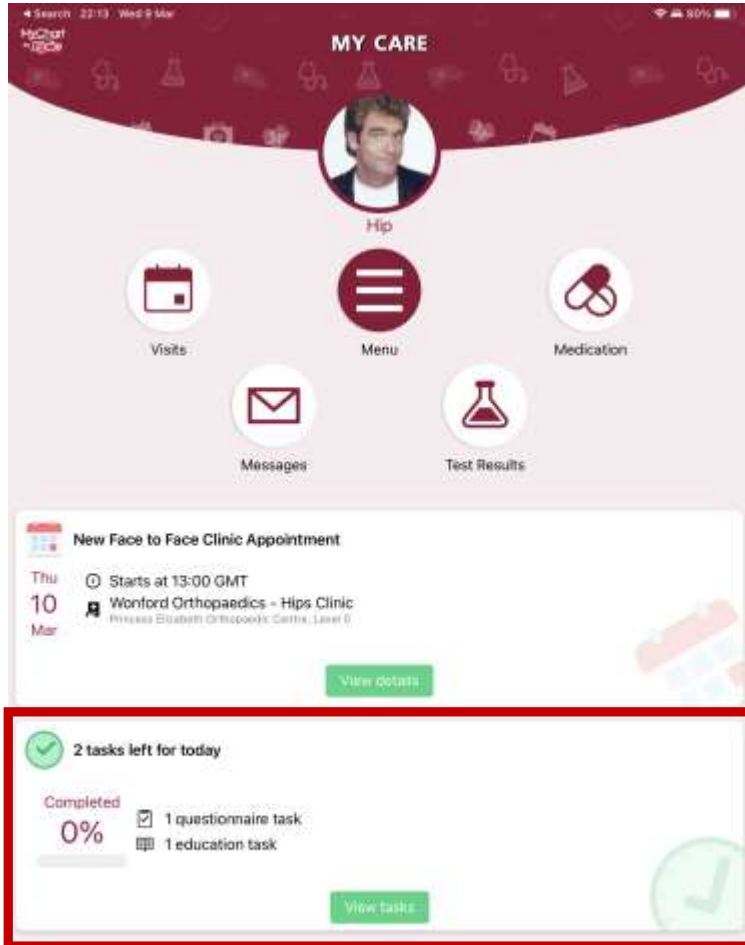 Search 22:13 Wed 9 Mar 80%
MyChart
MY CARE
Hip
Visits
Menu
Medication
Messages
Test Results
New Face to Face Clinic Appointment
Thu
10
Mar
Starts at 13:00 GMT
Wonford Orthopaedics - Hips Clinic
Princess Elizabeth Orthopaedic Centre, Level 0
View details
2 tasks left for today
Completed
0%
1 questionnaire task
1 education task
View tasks